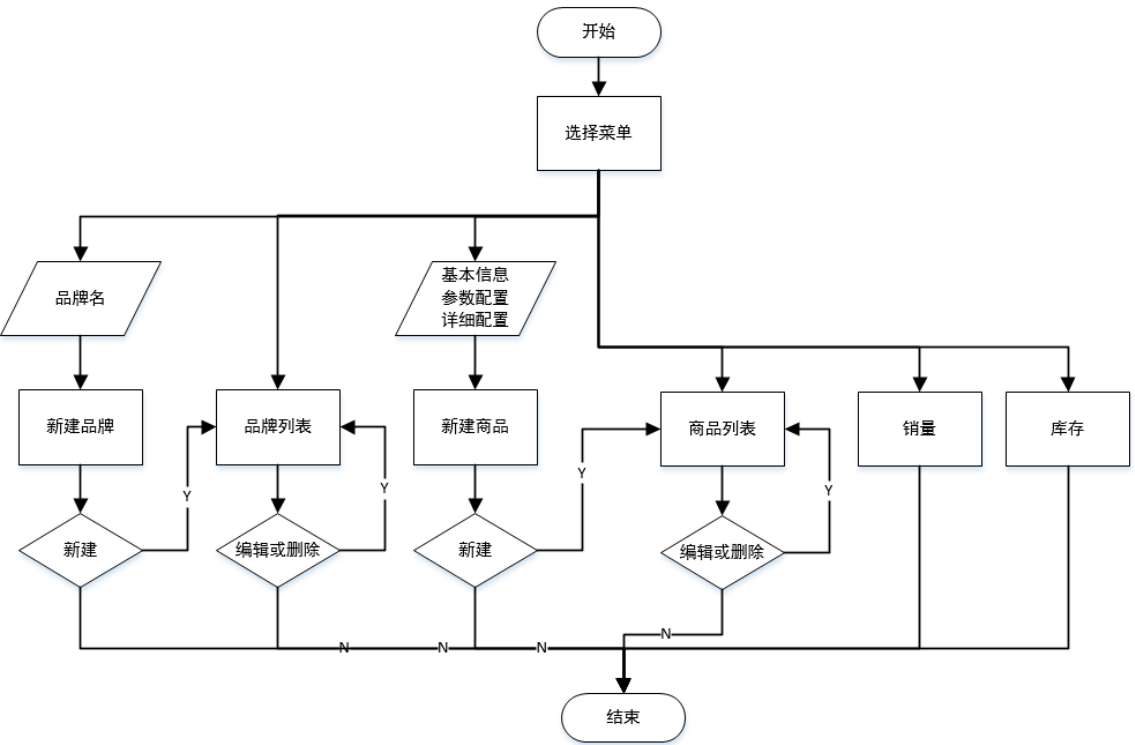 开始
选择菜单
品牌名
基本信息
参数配置
详细配置
新建品牌
品牌列表
新建商品
商品列表
销量
库存
Y
Y
Y
Y
新建
编辑或删除
新建
编辑或删除
N
N
N
N
结束